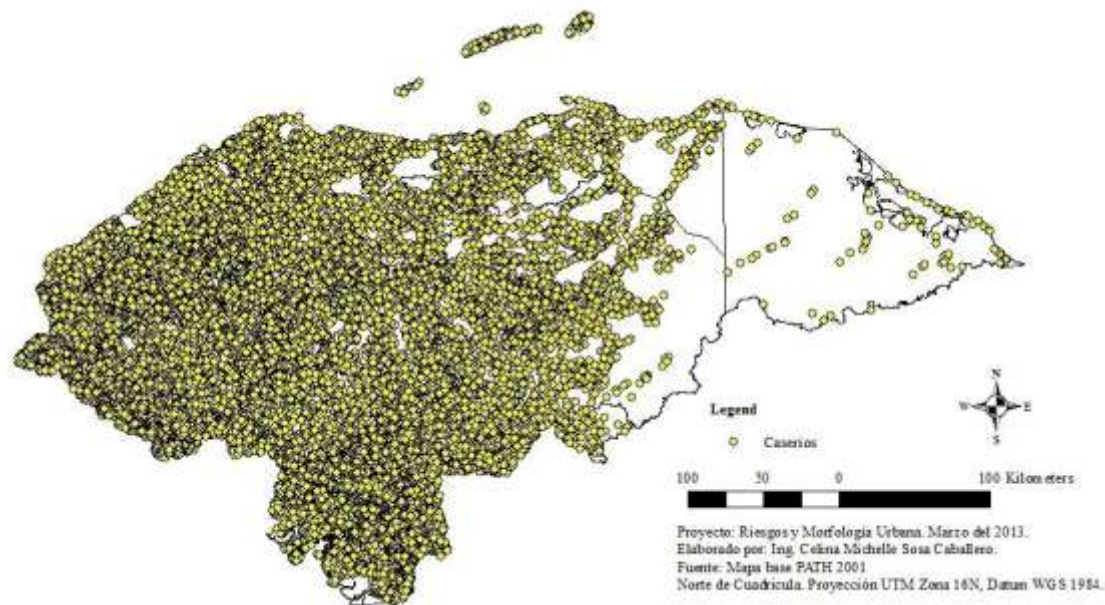 N
W E
S
Legend
Caserios
100 50 0 100 Kilometers
Proyecto: Riesgos y Morfología Urbana. Marzo del 2013.
Elaborado por: Ing. Celina Michelle Sosa Caballero.
Fuente: Mapa base PATH 2001
Norte de Cuadricula. Proyección UTM Zona 16N, Datum WGS 1984.